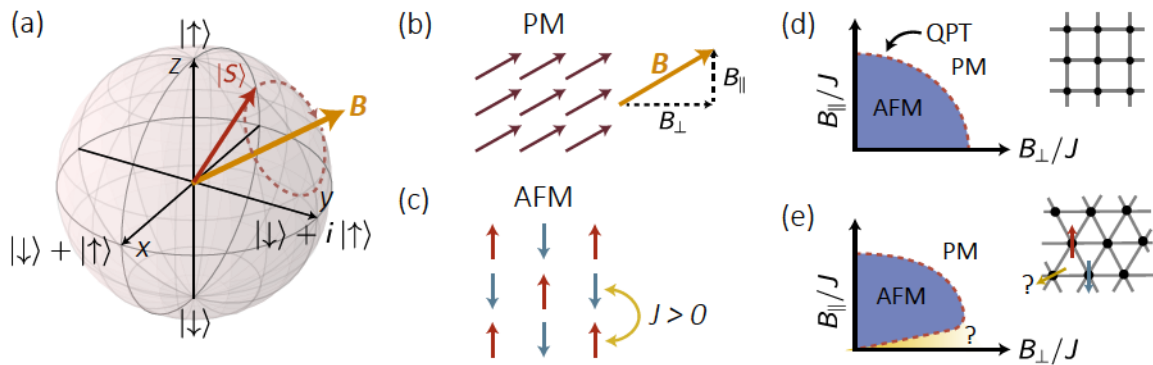 (a)
|↑⟩
z
|S⟩
B
y
|↓⟩ + i |↑⟩
|↓⟩ + |↑⟩
x
|↓⟩
(b)
PM
B
B∥
B⊥
(c)
AFM
J > 0
(d)
QPT
PM
AFM
B∥/J
B⊥/J
(e)
PM
AFM
?
?
B∥/J
B⊥/J